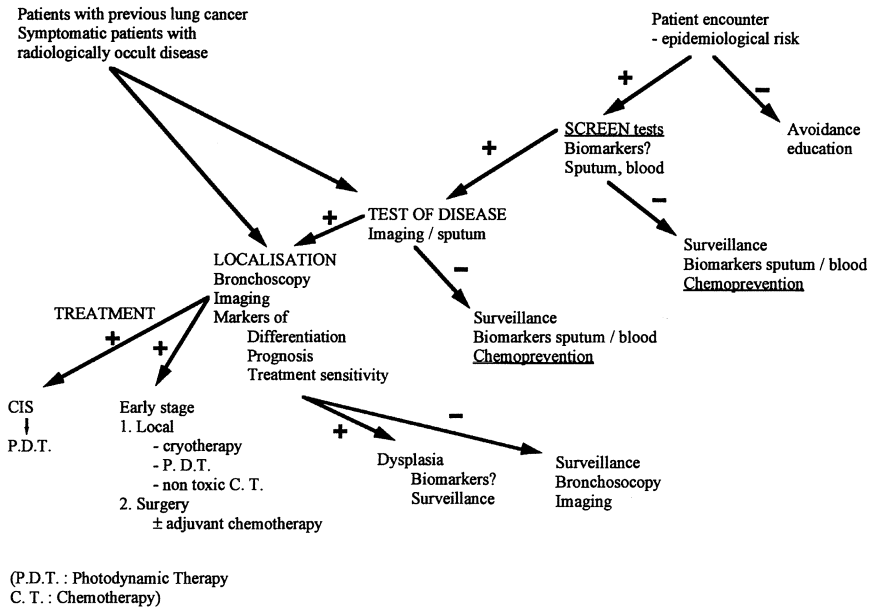 Patients with previous lung cancer
Symptomatic patients with
radiologically occult disease
Patient encounter
- epidemiological risk
+
−
SCREEN tests
Biomarkers?
Sputum, blood
Avoidance
education
+
−
TEST OF DISEASE
Imaging / sputum
Surveillance
Biomarkers sputum / blood
Chemoprevention
+
−
LOCALISATION
Bronchoscopy
Imaging
Markers of
Differentiation
Prognosis
Treatment sensitivity
Surveillance
Biomarkers sputum / blood
Chemoprevention
TREATMENT
+
+
CIS
P.D.T.
Early stage
1. Local
- cryotherapy
- P. D. T.
- non toxic C. T.
2. Surgery
± adjuvant chemotherapy
+
−
Dysplasia
Biomarkers?
Surveillance
Surveillance
Bronchosocopy
Imaging
(P.D.T. : Photodynamic Therapy
C. T. : Chemotherapy)